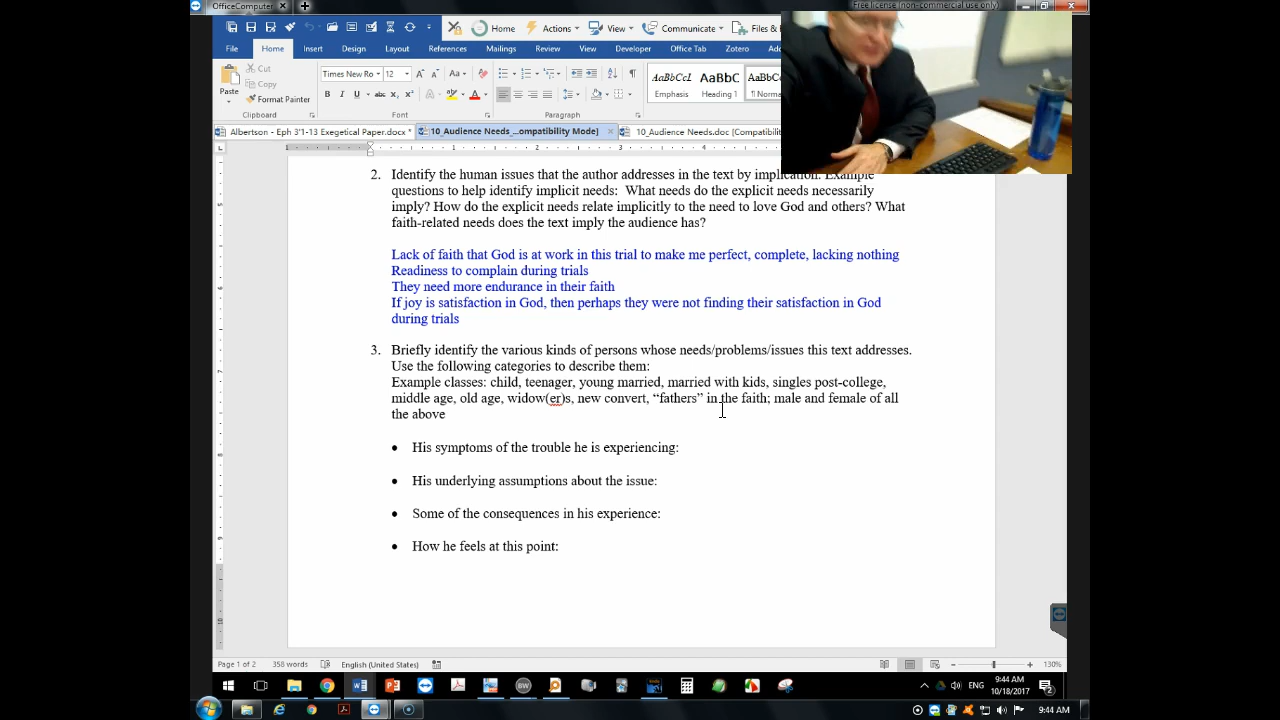 OfficeComputer
Free license (non-commercial use only)
Home Actions View Communicate Files &
File Home Insert Design Layout References Mailings Review View Developer Office Tab Zotero
Cut
Copy
Paste
Format Painter
Times New Ro 12
AaBbCcL AaBbC AaBbCc
Emphasis Heading 1 ¶ Norma
Clipboard Font Paragraph
Albertson - Eph 3'1-13 Exegetical Paper.docx * 10_Audience Needs_...ompatibility Mode] 10_Audience Needs.doc [Compatibili
2. Identify the human issues that the author addresses in the text by implication. Example
questions to help identify implicit needs: What needs do the explicit needs necessarily
imply? How do the explicit needs relate implicitly to the need to love God and others? What
faith-related needs does the text imply the audience has?
Lack of faith that God is at work in this trial to make me perfect, complete, lacking nothing
Readiness to complain during trials
They need more endurance in their faith
If joy is satisfaction in God, then perhaps they were not finding their satisfaction in God
during trials
3. Briefly identify the various kinds of persons whose needs/problems/issues this text addresses.
Use the following categories to describe them:
Example classes: child, teenager, young married, married with kids, singles post-college,
middle age, old age, widow(er)s, new convert, “fathers” in the faith; male and female of all
the above
• His symptoms of the trouble he is experiencing:
• His underlying assumptions about the issue:
• Some of the consequences in his experience:
• How he feels at this point:
Page 1 of 2 358 words English (United States) 130%
ENG 9:44 AM
10/18/2017
9:44 AM